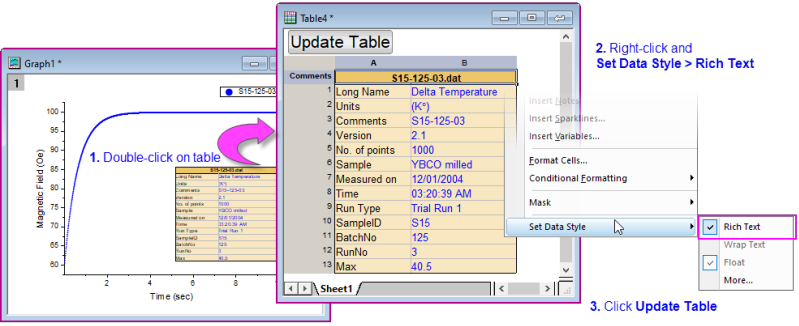 Graph1 *
1
S15-125-03
100
95
90
85
80
75
70
65
60
Magnetic Field (Oe)
2
4
6
8
Time (sec)
1. Double-click on table
S15-125-03.dat
Long Name Delta Temperature
Units (K°)
Comments S15-125-03
Version 2.1
No. of points 1000
Sample YBCO milled
Measured on 12/01/2004
Time 03:20:39 AM
Run Type Trial Run 1
SampleID S15
BatchNo 125
RunNo 3
Max 40.5
Table4 *
Update Table
A B
Comments S15-125-03.dat
1 Long Name Delta Temperature
2 Units (K°)
3 Comments S15-125-03
4 Version 2.1
5 No. of points 1000
6 Sample YBCO milled
7 Measured on 12/01/2004
8 Time 03:20:39 AM
9 Run Type Trial Run 1
10 SampleID S15
11 BatchNo 125
12 RunNo 3
13 Max 40.5
Sheet1
2. Right-click and
Set Data Style > Rich Text
Insert Notes
Insert Sparklines...
Insert Variables...
Format Cells...
Conditional Formatting
Mask
Set Data Style
Rich Text
Wrap Text
Float
More...
3. Click Update Table